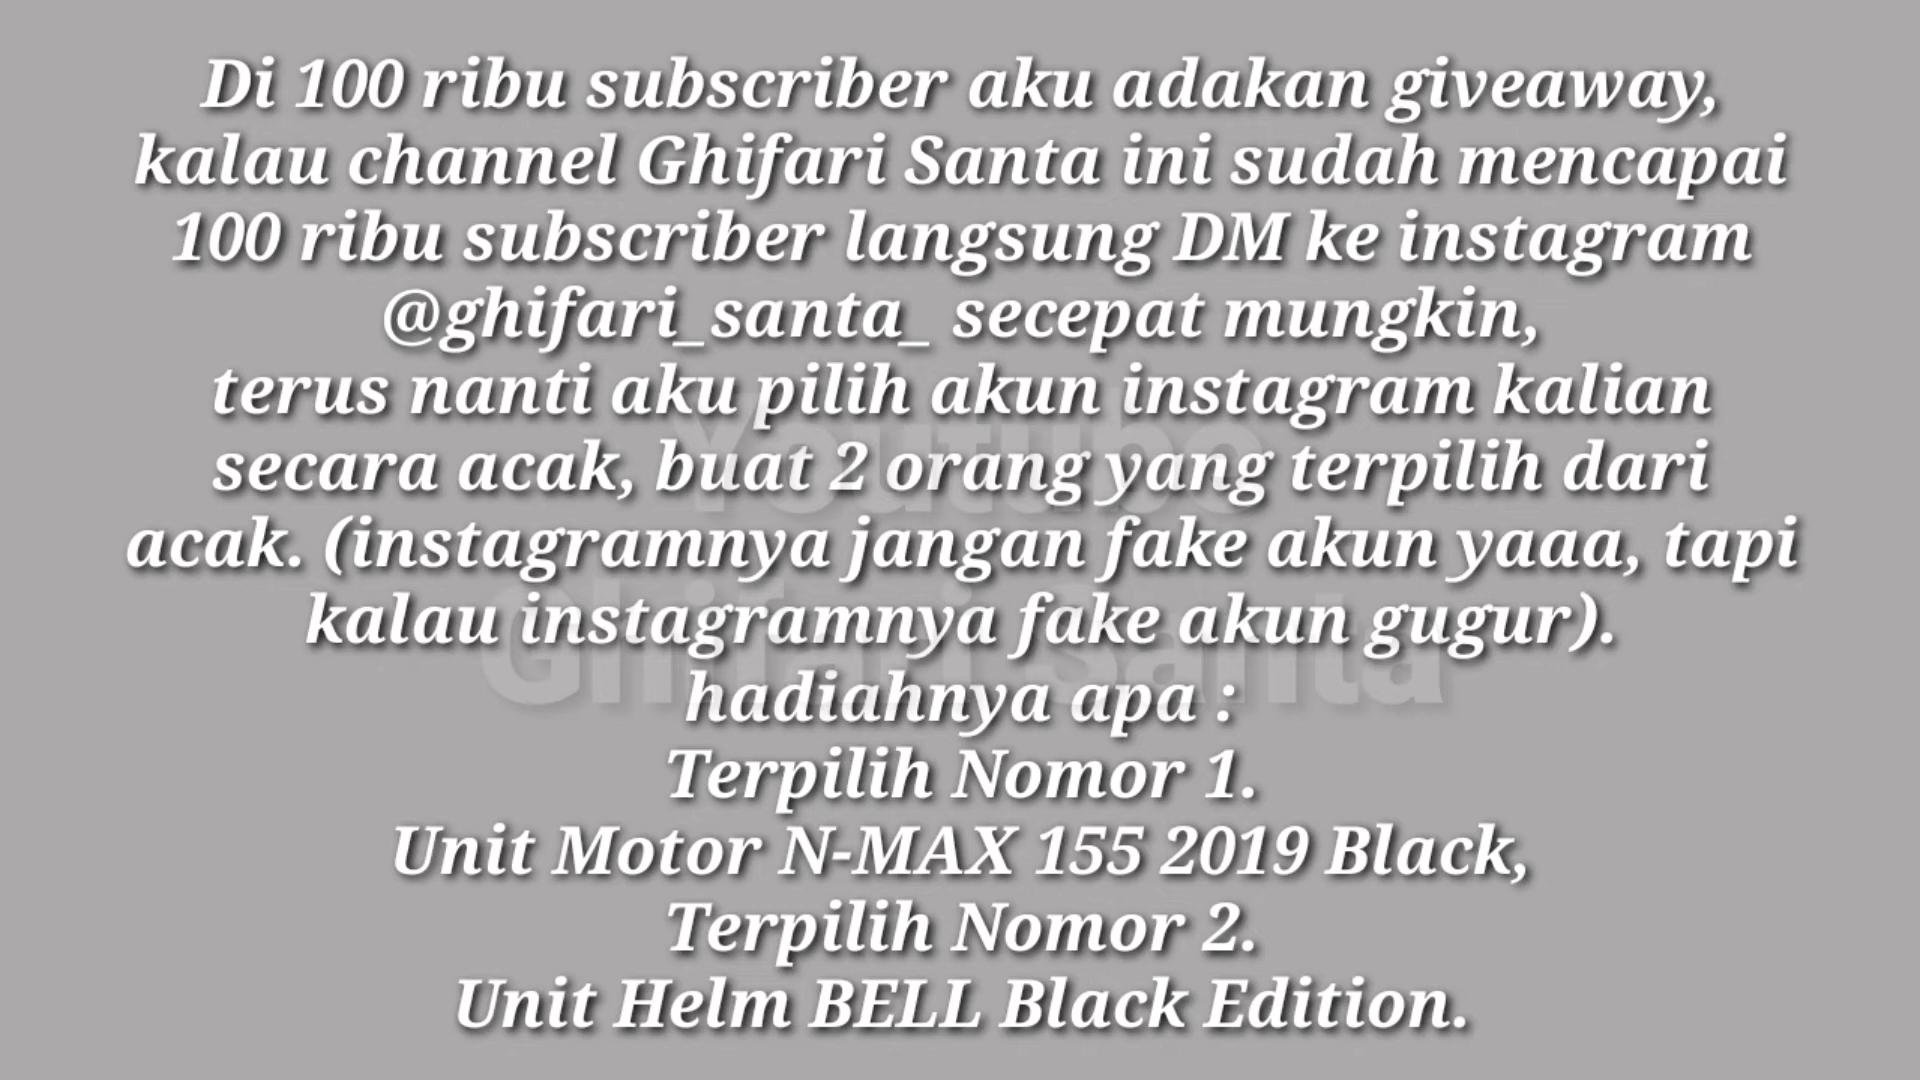 Di 100 ribu subscriber aku adakan giveaway,
kalau channel Ghifari Santa ini sudah mencapai
100 ribu subscriber langsung DM ke instagram
@ghifari_santa_ secepat mungkin,
terus nanti aku pilih akun instagram kalian
secara acak, buat 2 orang yang terpilih dari
acak. (instagramnya jangan fake akun yaaa, tapi
kalau instagramnya fake akun gugur).
hadiahnya apa :
Terpilih Nomor 1.
Unit Motor N-MAX 155 2019 Black,
Terpilih Nomor 2.
Unit Helm BELL Black Edition.
Youtube
Ghifari Santa